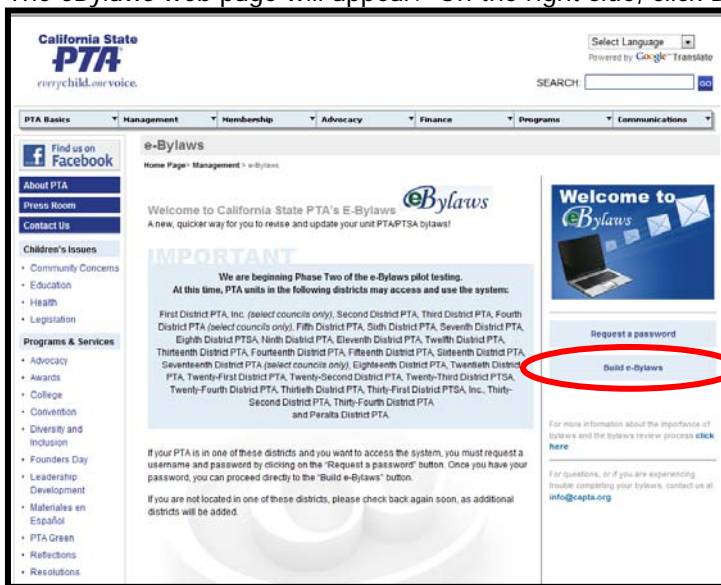 California State
PTA
everychild.onevoice.
Select Language
Powered by Google Translate
SEARCH:
GO
PTA Basics
Management
Membership
Advocacy
Finance
Programs
Communications
Find us on
Facebook
About PTA
Press Room
Contact Us
Children's Issues
• Community Concerns
• Education
• Health
• Legislation
Programs & Services
• Advocacy
• Awards
• College
• Convention
• Diversity and
Inclusion
• Founders Day
• Leadership
Development
• Materiales en
Español
• PTA Green
• Reflections
• Resolutions
e-Bylaws
Home Page> Management > e-Bylaws
Welcome to California State PTA's E-Bylaws
eBylaws
A new, quicker way for you to revise and update your unit PTA/PTSA bylaws!
IMPORTANT
We are beginning Phase Two of the e-Bylaws pilot testing.
At this time, PTA units in the following districts may access and use the system:
First District PTA, Inc. (select councils only), Second District PTA, Third District PTA, Fourth
District PTA (select councils only), Fifth District PTA, Sixth District PTA, Seventh District PTA,
Eighth District PTSA, Ninth District PTA, Eleventh District PTA, Twelfth District PTA,
Thirteenth District PTA, Fourteenth District PTA, Fifteenth District PTA, Sixteenth District PTA,
Seventeenth District PTA (select councils only), Eighteenth District PTA, Twentieth District
PTA, Twenty-First District PTA, Twenty-Second District PTA, Twenty-Third District PTSA,
Twenty-Fourth District PTA, Thirtieth District PTA, Thirty-First District PTSA, Inc., Thirty-
Second District PTA, Thirty-Fourth District PTA
and Peralta District PTA.
If your PTA is in one of these districts and you want to access the system, you must request a
username and password by clicking on the "Request a password" button. Once you have your
password, you can proceed directly to the "Build e-Bylaws" button.
If you are not located in one of these districts, please check back again soon, as additional
districts will be added.
Welcome to
eBylaws
Request a password
Build e-Bylaws
For more information about the importance of
bylaws and the bylaws review process click
here
For questions, or if you are experiencing
trouble completing your bylaws, contact us at
info@capta.org